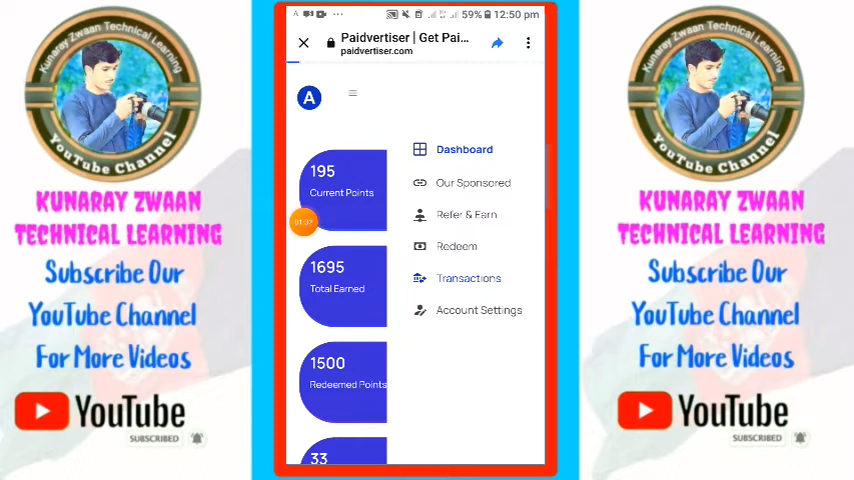 KUNARAY ZWAAN TECHNICAL LEARNING
YouTube Channel
KUNARAY ZWAAN
TECHNICAL LEARNING
Subscribe Our
YouTube Channel
For More Videos
YouTube
SUBSCRIBED
59% 12:50 pm
Paidvertiser | Get Pai...
paidvertiser.com
A
195
Current Points
01:02
1695
Total Earned
1500
Redeemed Points
33
Dashboard
Our Sponsored
Refer & Earn
Redeem
Transactions
Account Settings
KUNARAY ZWAAN TECHNICAL LEARNING
YouTube Channel
KUNARAY ZWAAN
TECHNICAL LEARNING
Subscribe Our
YouTube Channel
For More Videos
YouTube
SUBSCRIBED